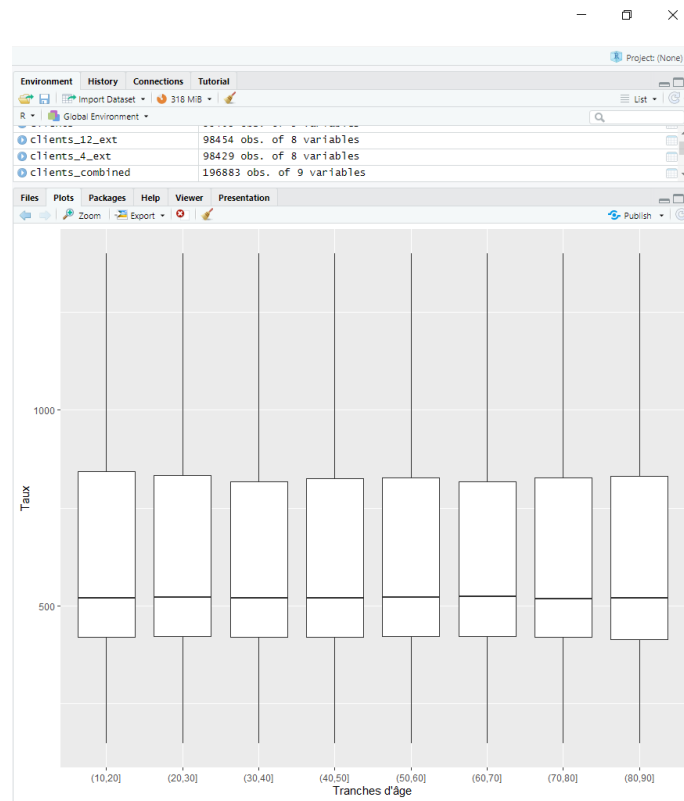 Project: (None)
Environment History Connections Tutorial
Import Dataset 318 MiB List
R Global Environment
clients_12_ext 98454 obs. of 8 variables
clients_4_ext 98429 obs. of 8 variables
clients_combined 196883 obs. of 9 variables
Files Plots Packages Help Viewer Presentation
Zoom Export Publish
1000
Taux
500
(10,20] (20,30] (30,40] (40,50] (50,60] (60,70] (70,80] (80,90]
Tranches d'âge